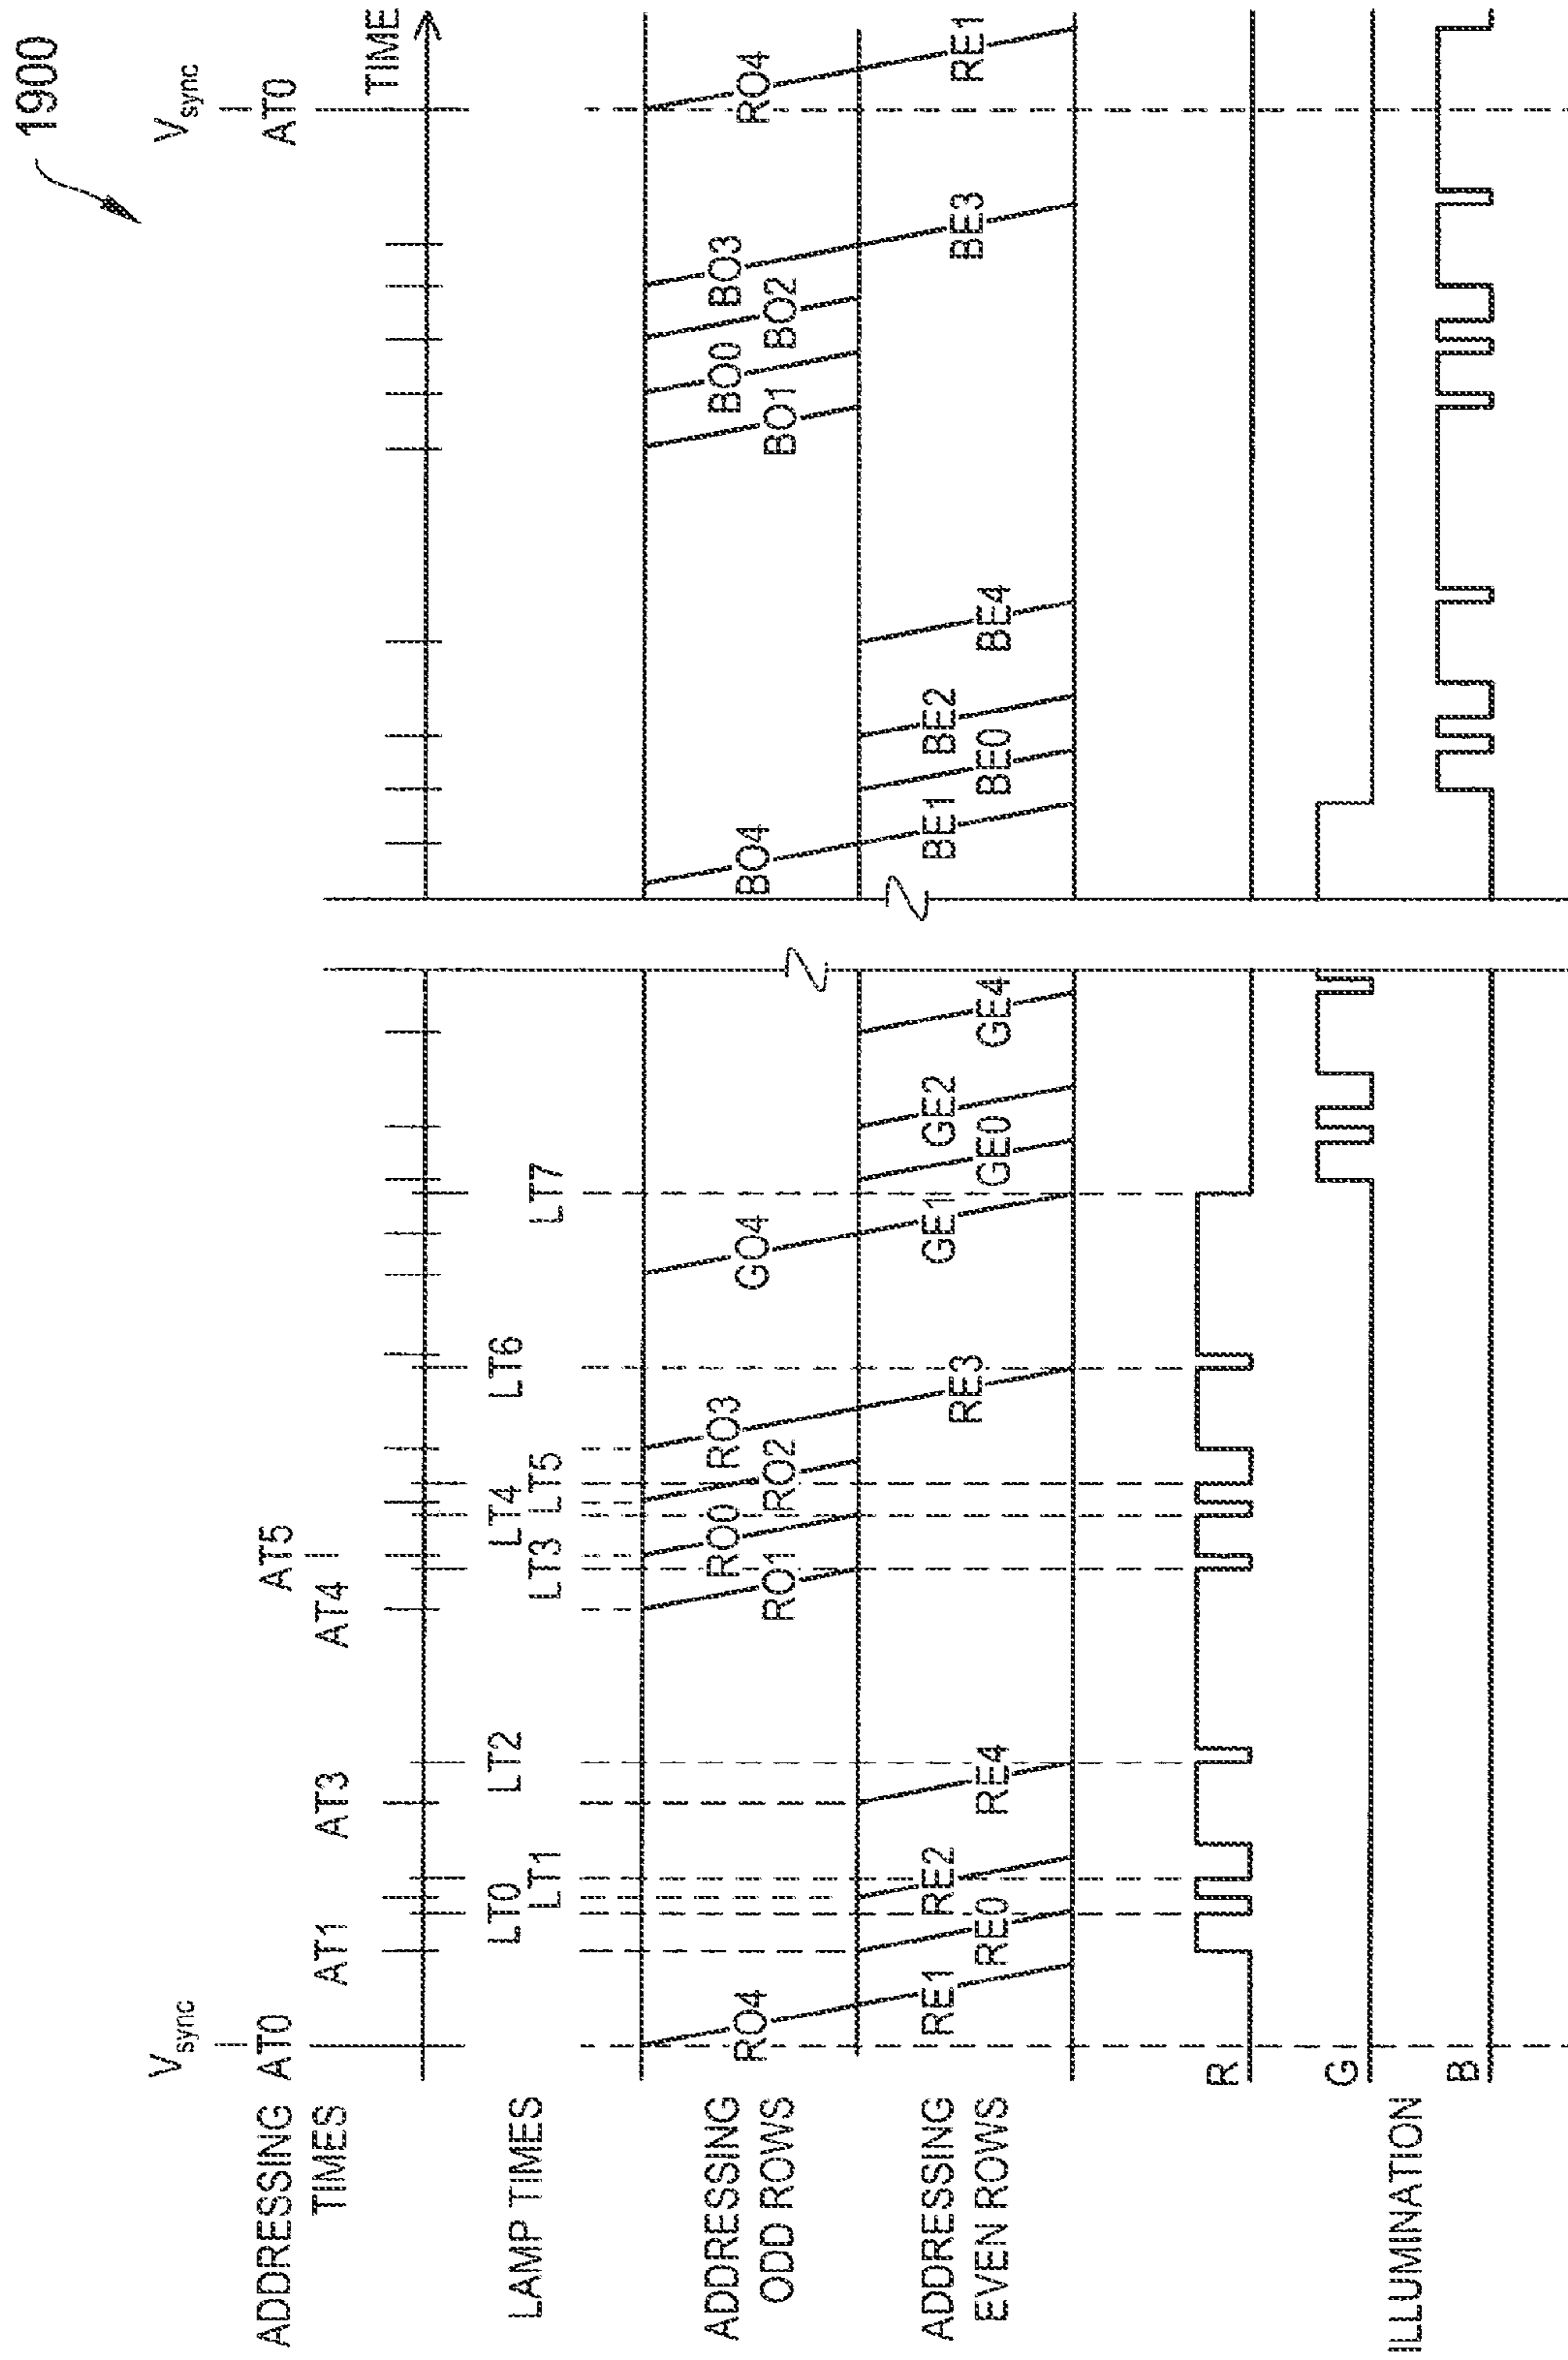 1900
Vsync
Vsync
ADDRESSING TIMES
AT0
AT1
AT3
AT4
AT5
AT0
TIME
LAMP TIMES
LT0
LT1
LT2
LT3
LT4
LT5
LT6
LT7
ADDRESSING ODD ROWS
RO4
RO1
RO0
RO2
RO3
GO4
BO4
BO1
BO0
BO2
BO3
RO4
ADDRESSING EVEN ROWS
RE1
RE0
RE2
RE4
RE3
GE1
GE0
GE2
GE4
BE1
BE0
BE2
BE4
BE3
RE1
ILLUMINATION
R
G
B